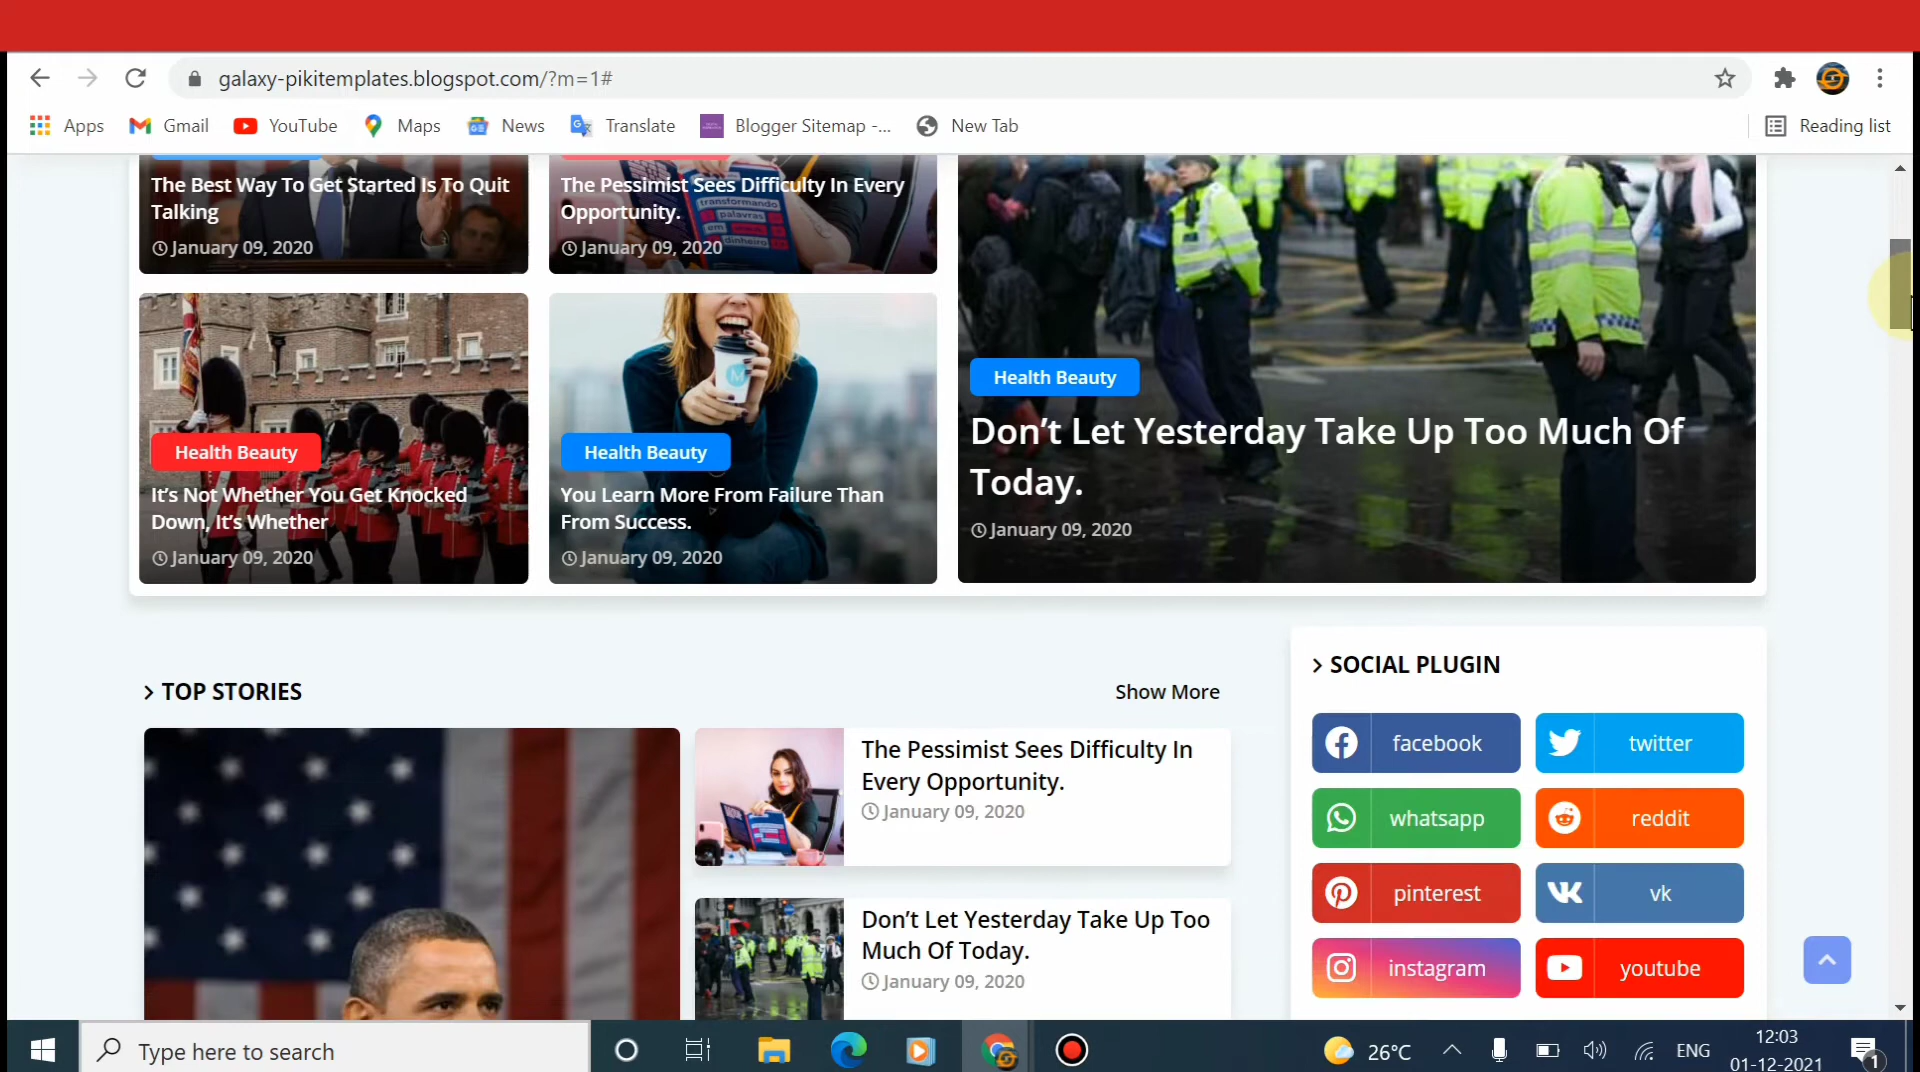 galaxy-pikitemplates.blogspot.com/?m=1#
Apps
Gmail
YouTube
Maps
News
Translate
Blogger Sitemap -...
New Tab
Reading list
The Best Way To Get Started Is To Quit
Talking
January 09, 2020
The Pessimist Sees Difficulty In Every
Opportunity.
January 09, 2020
transformando
palavras
em
dinheiro
Health Beauty
It's Not Whether You Get Knocked
Down, It's Whether
January 09, 2020
Health Beauty
You Learn More From Failure Than
From Success.
January 09, 2020
Health Beauty
Don't Let Yesterday Take Up Too Much Of
Today.
January 09, 2020
TOP STORIES
Show More
The Pessimist Sees Difficulty In
Every Opportunity.
January 09, 2020
Don't Let Yesterday Take Up Too
Much Of Today.
January 09, 2020
SOCIAL PLUGIN
facebook
twitter
whatsapp
reddit
pinterest
vk
instagram
youtube
Type here to search
26°C
ENG
12:03
01-12-2021
1